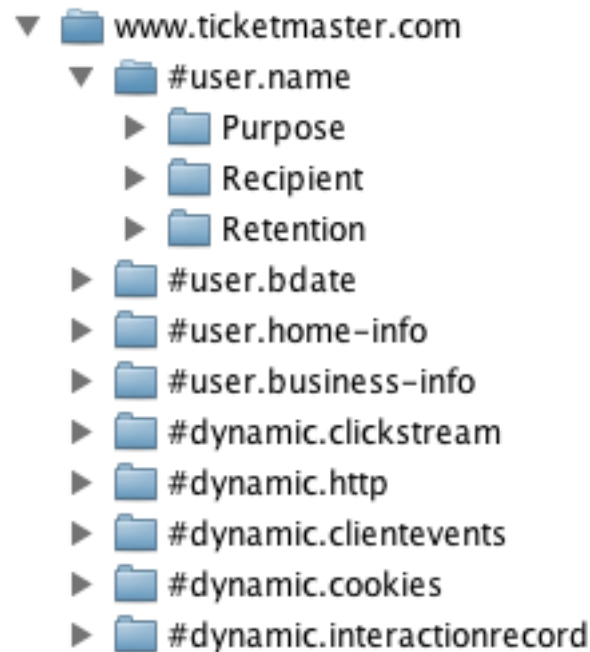 www.ticketmaster.com
#user.name
Purpose
Recipient
Retention
#user.bdate
#user.home-info
#user.business-info
#dynamic.clickstream
#dynamic.http
#dynamic.clientevents
#dynamic.cookies
#dynamic.interactionrecord